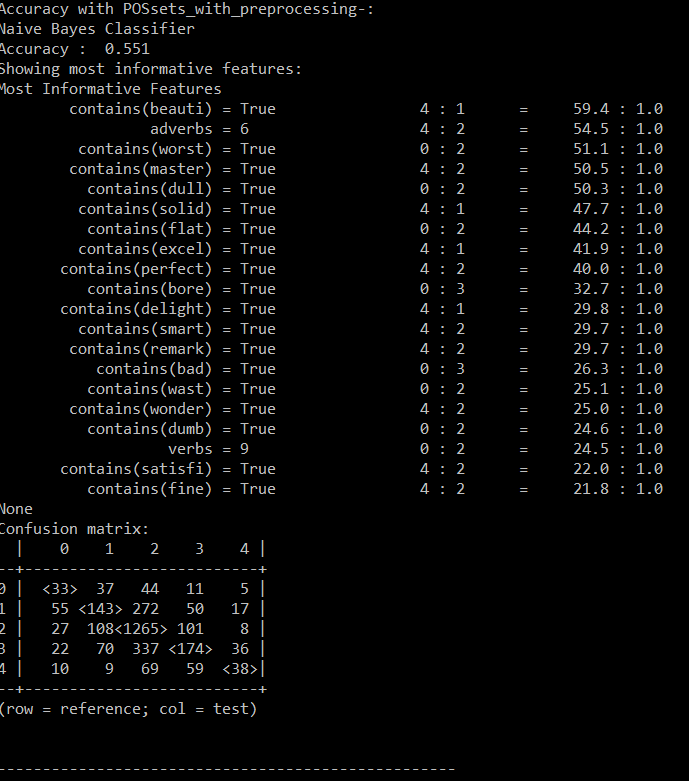 Accuracy with POSsets_with_preprocessing-:
Naive Bayes Classifier
Accuracy :  0.551
Showing most informative features:
Most Informative Features
        contains(beauti) = True                4 : 1      =     59.4 : 1.0
                 adverbs = 6                   4 : 2      =     54.5 : 1.0
         contains(worst) = True                0 : 2      =     51.1 : 1.0
        contains(master) = True                4 : 2      =     50.5 : 1.0
          contains(dull) = True                0 : 2      =     50.3 : 1.0
         contains(solid) = True                4 : 1      =     47.7 : 1.0
          contains(flat) = True                0 : 2      =     44.2 : 1.0
         contains(excel) = True                4 : 1      =     41.9 : 1.0
       contains(perfect) = True                4 : 2      =     40.0 : 1.0
          contains(bore) = True                0 : 3      =     32.7 : 1.0
       contains(delight) = True                4 : 1      =     29.8 : 1.0
         contains(smart) = True                4 : 2      =     29.7 : 1.0
        contains(remark) = True                4 : 2      =     29.7 : 1.0
           contains(bad) = True                0 : 3      =     26.3 : 1.0
          contains(wast) = True                0 : 2      =     25.1 : 1.0
        contains(wonder) = True                4 : 2      =     25.0 : 1.0
          contains(dumb) = True                0 : 2      =     24.6 : 1.0
                   verbs = 9                   0 : 2      =     24.5 : 1.0
       contains(satisfi) = True                4 : 2      =     22.0 : 1.0
          contains(fine) = True                4 : 2      =     21.8 : 1.0
None
Confusion matrix:
  |    0    1    2    3    4 |
--+--------------------------+
0 |  <33>  37   44   11    5 |
1 |   55 <143> 272   50   17 |
2 |   27  108<1265> 101    8 |
3 |   22   70  337 <174>  36 |
4 |   10    9   69   59  <38>|
--+--------------------------+
(row = reference; col = test)
---------------------------------------------------